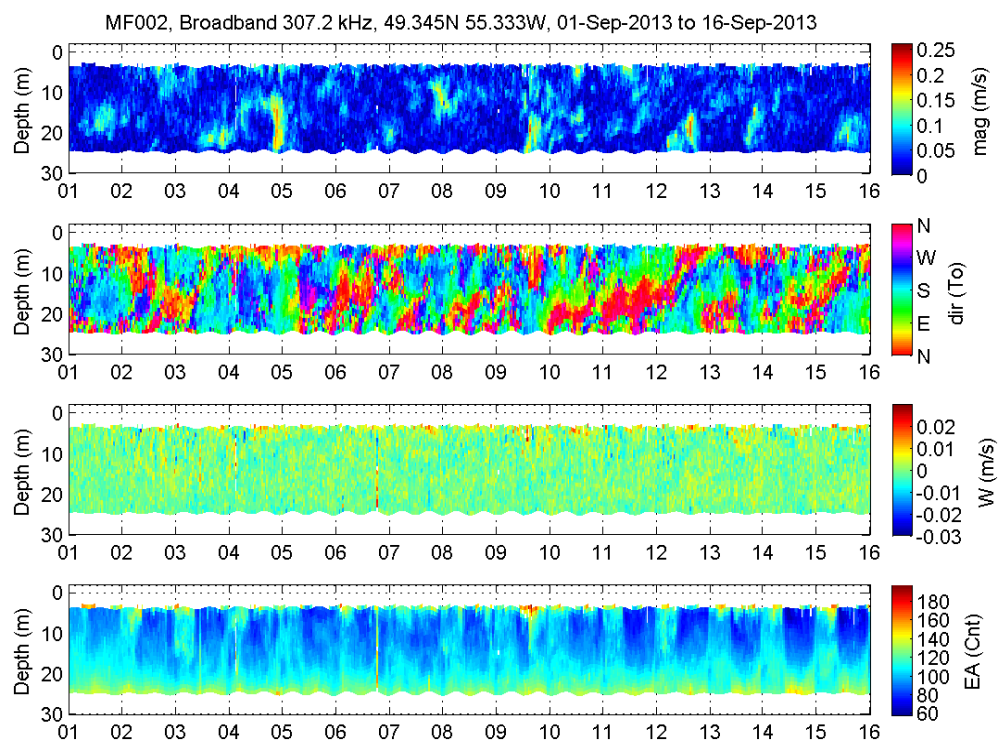 MF002, Broadband 307.2 kHz, 49.345N 55.333W, 01-Sep-2013 to 16-Sep-2013
0
10
20
30
Depth (m)
01 02 03 04 05 06 07 08 09 10 11 12 13 14 15 16
0.25
0.2
0.15
0.1
0.05
0
mag (m/s)
0
10
20
30
Depth (m)
01 02 03 04 05 06 07 08 09 10 11 12 13 14 15 16
N
W
S
E
N
dir (To)
0
10
20
30
Depth (m)
01 02 03 04 05 06 07 08 09 10 11 12 13 14 15 16
0.02
0.01
0
-0.01
-0.02
-0.03
W (m/s)
0
10
20
30
Depth (m)
01 02 03 04 05 06 07 08 09 10 11 12 13 14 15 16
180
160
140
120
100
80
60
EA (Cnt)